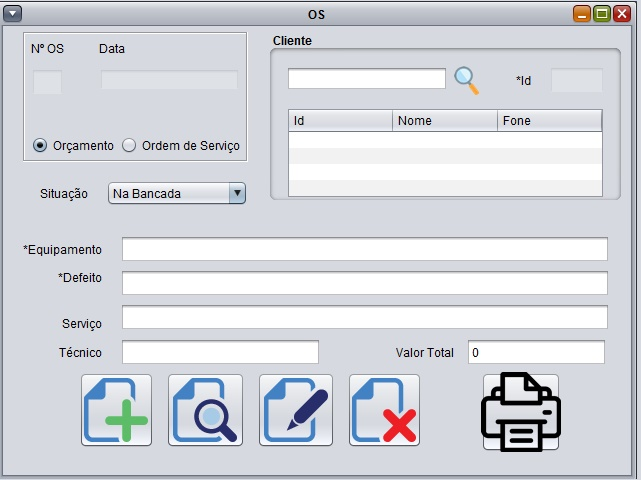 OS
Nº OS Data
Orçamento Ordem de Serviço
Cliente
*Id
Id Nome Fone
Situação Na Bancada
*Equipamento
*Defeito
Serviço
Técnico Valor Total 0